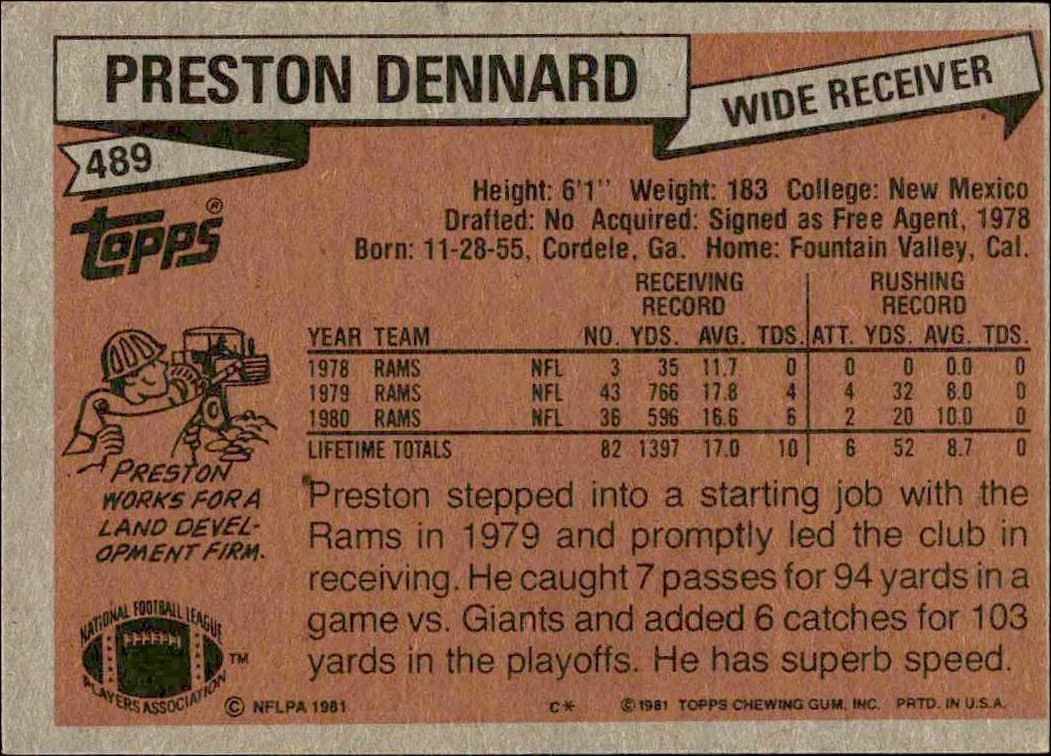 PRESTON DENNARD
WIDE RECEIVER
489
TOPPS®
Height: 6'1" Weight: 183 College: New Mexico
Drafted: No Acquired: Signed as Free Agent, 1978
Born: 11-28-55, Cordele, Ga. Home: Fountain Valley, Cal.
RECEIVING RECORD RUSHING RECORD
YEAR TEAM NO. YDS. AVG. TDS. ATT. YDS. AVG. TDS.
1978 RAMS NFL 3 35 11.7 0 0 0 0.0 0
1979 RAMS NFL 43 766 17.8 4 4 32 8.0 0
1980 RAMS NFL 36 596 16.6 6 2 20 10.0 0
LIFETIME TOTALS 82 1397 17.0 10 6 52 8.7 0
PRESTON
WORKS FOR A
LAND DEVEL-
OPMENT FIRM.
Preston stepped into a starting job with the
Rams in 1979 and promptly led the club in
receiving. He caught 7 passes for 94 yards in a
game vs. Giants and added 6 catches for 103
yards in the playoffs. He has superb speed.
NATIONAL FOOTBALL LEAGUE
PLAYERS ASSOCIATION
TM
© NFLPA 1981
C* © 1981 TOPPS CHEWING GUM, INC. PRTD. IN U.S.A.